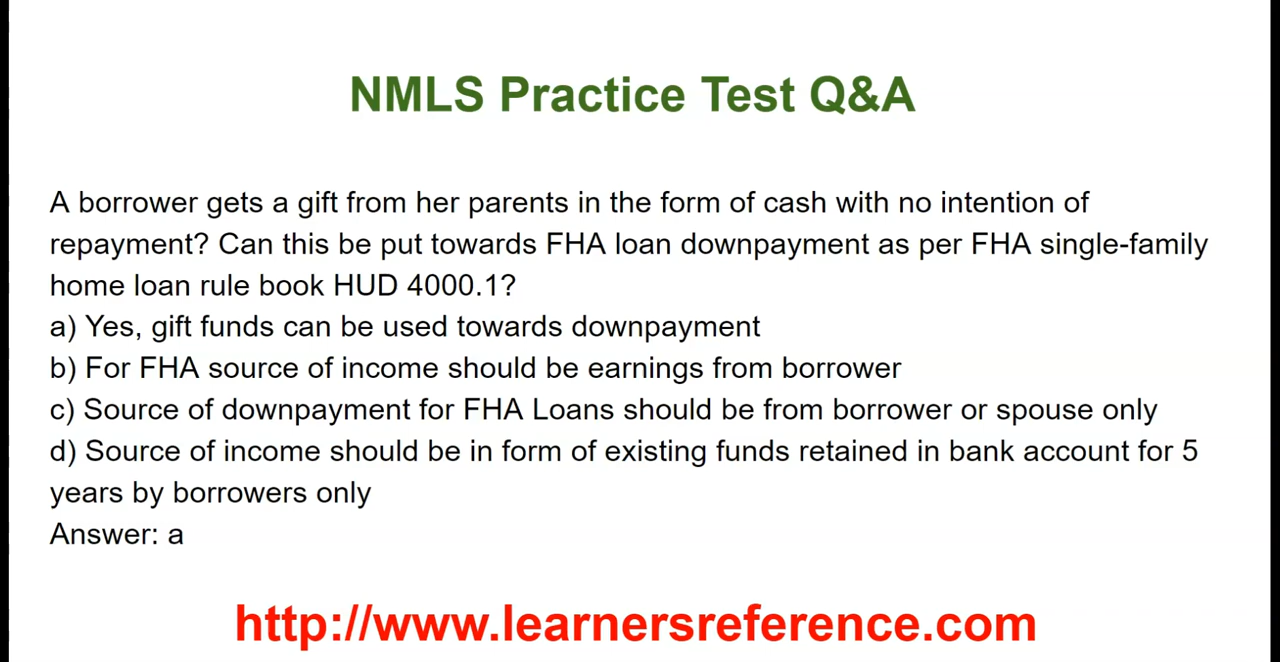 NMLS Practice Test Q&A
A borrower gets a gift from her parents in the form of cash with no intention of
repayment? Can this be put towards FHA loan downpayment as per FHA single-family
home loan rule book HUD 4000.1?
a) Yes, gift funds can be used towards downpayment
b) For FHA source of income should be earnings from borrower
c) Source of downpayment for FHA Loans should be from borrower or spouse only
d) Source of income should be in form of existing funds retained in bank account for 5
years by borrowers only
Answer: a
http://www.learnersreference.com